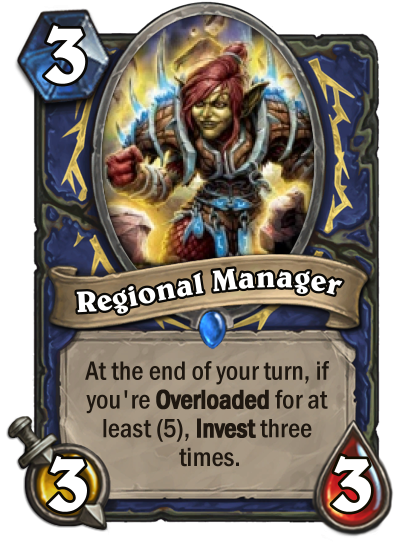 3
Regional Manager
At the end of your turn, if
you're Overloaded for at
least (5), Invest three
times.
3
3